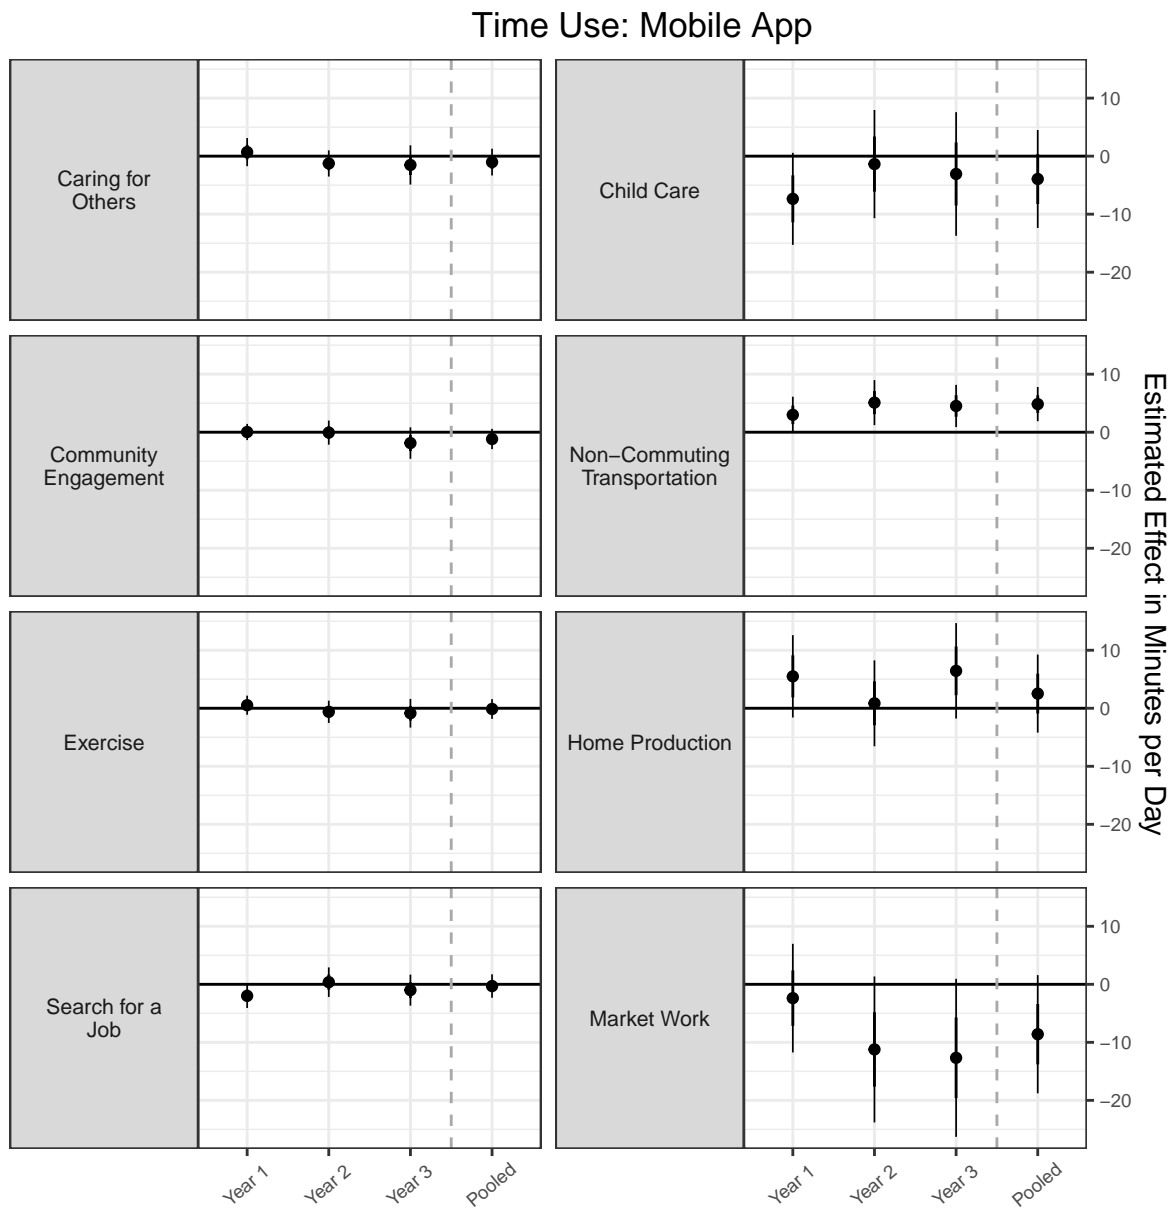 Time Use: Mobile App
Caring for
Others
Child Care
10
0
−10
−20
Community
Engagement
Non−Commuting
Transportation
10
0
−10
−20
Exercise
Home Production
10
0
−10
−20
Search for a
Job
Market Work
10
0
−10
−20
Estimated Effect in Minutes per Day
Year 1
Year 2
Year 3
Pooled
Year 1
Year 2
Year 3
Pooled